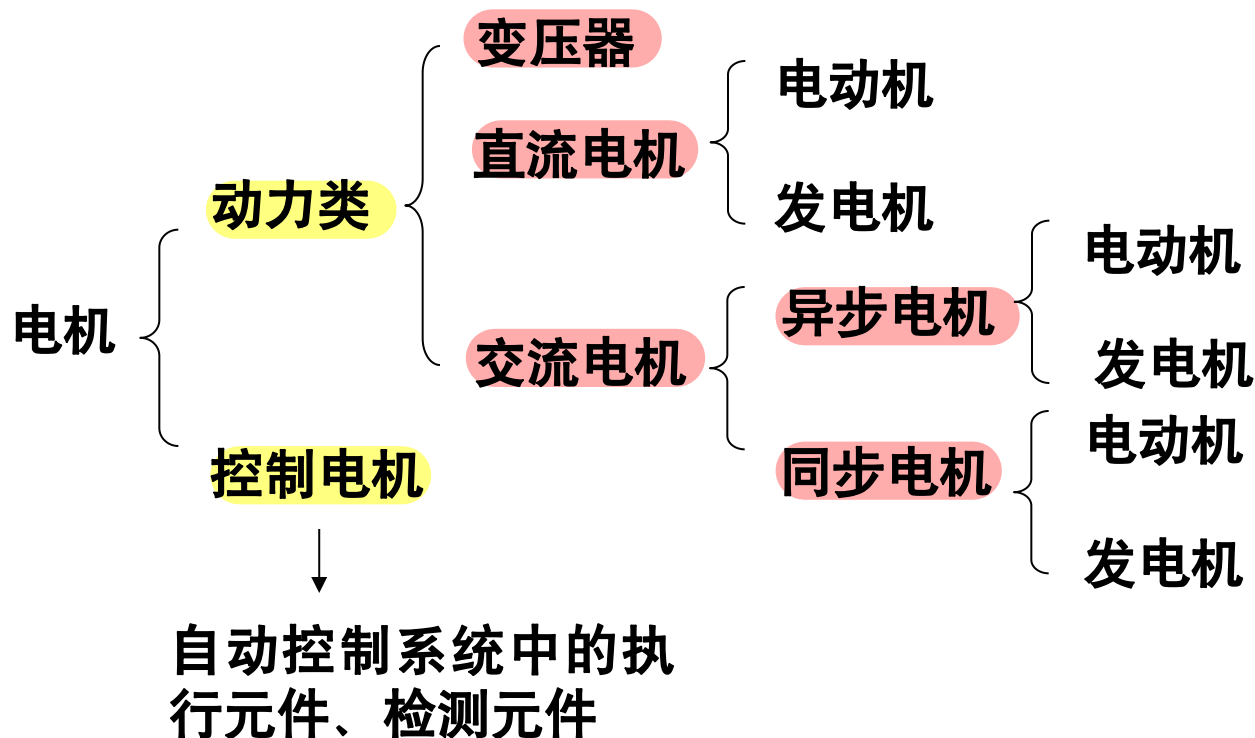 变压器
电动机
直流电机
动力类
发电机
电动机
异步电机
电机
交流电机
发电机
电动机
控制电机
同步电机
发电机
自动控制系统中的执
行元件、检测元件